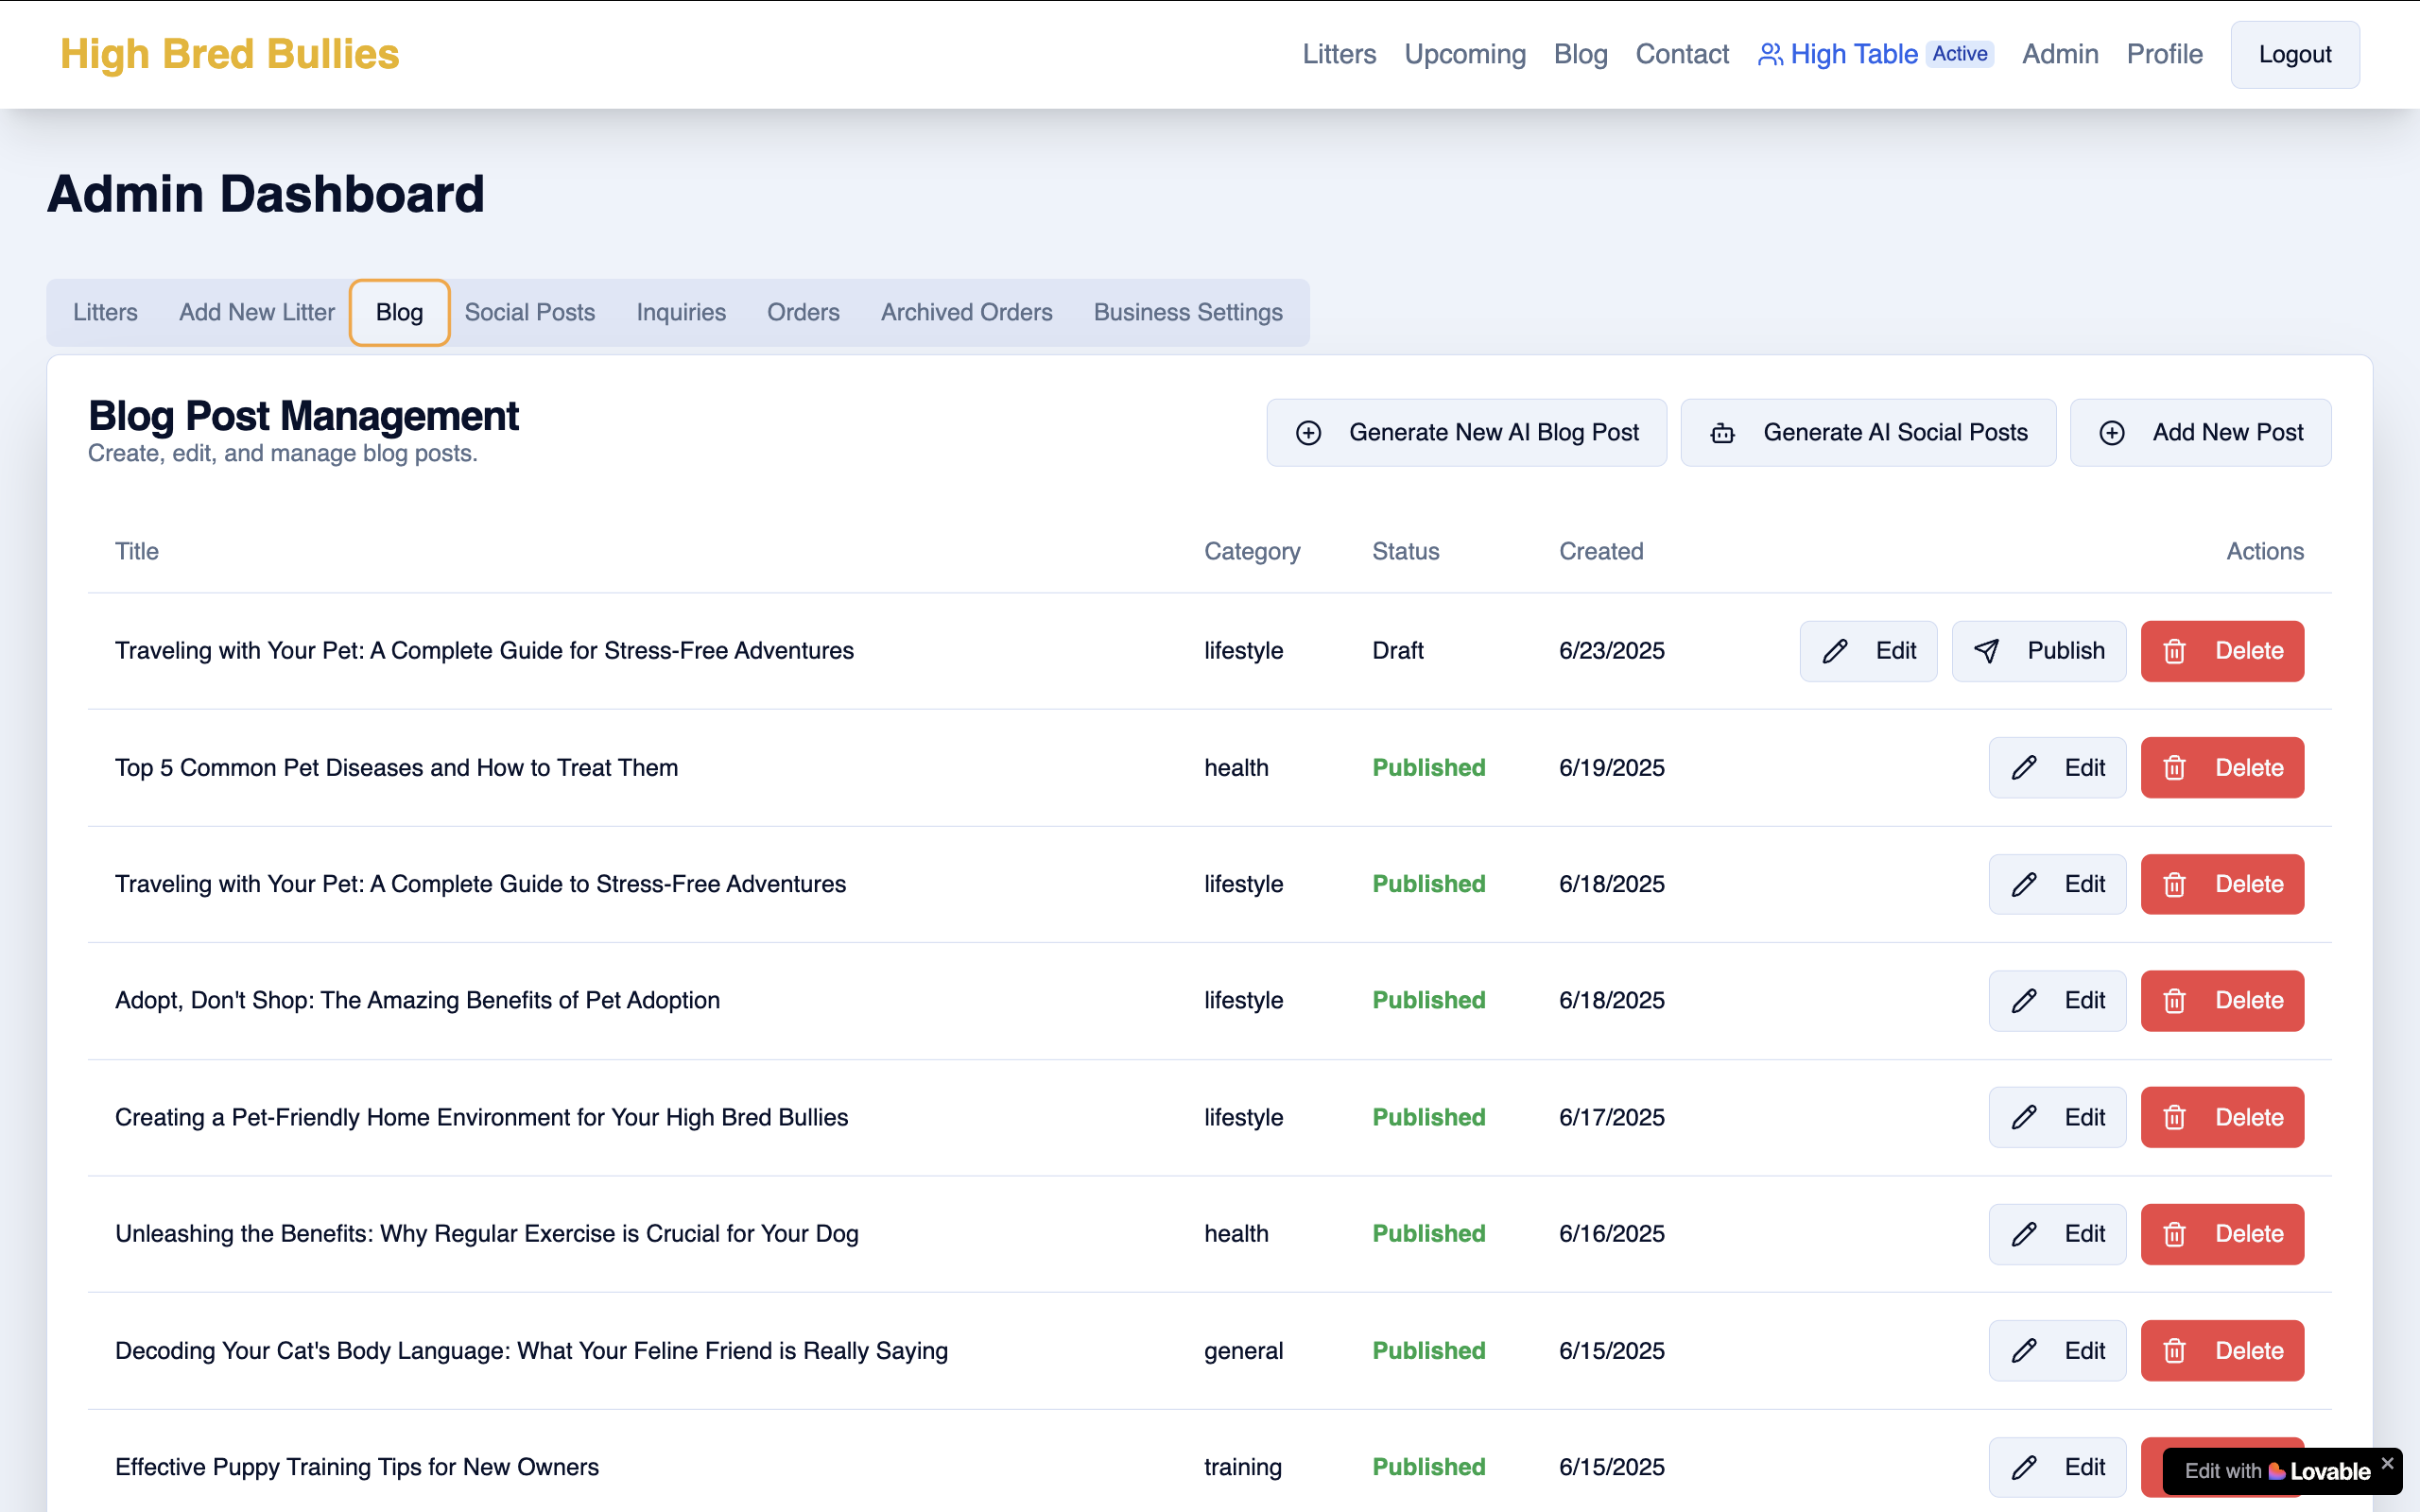 High Bred Bullies
Litters Upcoming Blog Contact High Table Active Admin Profile Logout
Admin Dashboard
Litters Add New Litter Blog Social Posts Inquiries Orders Archived Orders Business Settings
Blog Post Management
Create, edit, and manage blog posts.
Generate New AI Blog Post Generate AI Social Posts Add New Post
Title Category Status Created Actions
Traveling with Your Pet: A Complete Guide for Stress-Free Adventures lifestyle Draft 6/23/2025 Edit Publish Delete
Top 5 Common Pet Diseases and How to Treat Them health Published 6/19/2025 Edit Delete
Traveling with Your Pet: A Complete Guide to Stress-Free Adventures lifestyle Published 6/18/2025 Edit Delete
Adopt, Don't Shop: The Amazing Benefits of Pet Adoption lifestyle Published 6/18/2025 Edit Delete
Creating a Pet-Friendly Home Environment for Your High Bred Bullies lifestyle Published 6/17/2025 Edit Delete
Unleashing the Benefits: Why Regular Exercise is Crucial for Your Dog health Published 6/16/2025 Edit Delete
Decoding Your Cat's Body Language: What Your Feline Friend is Really Saying general Published 6/15/2025 Edit Delete
Effective Puppy Training Tips for New Owners training Published 6/15/2025 Edit
Edit with Lovable